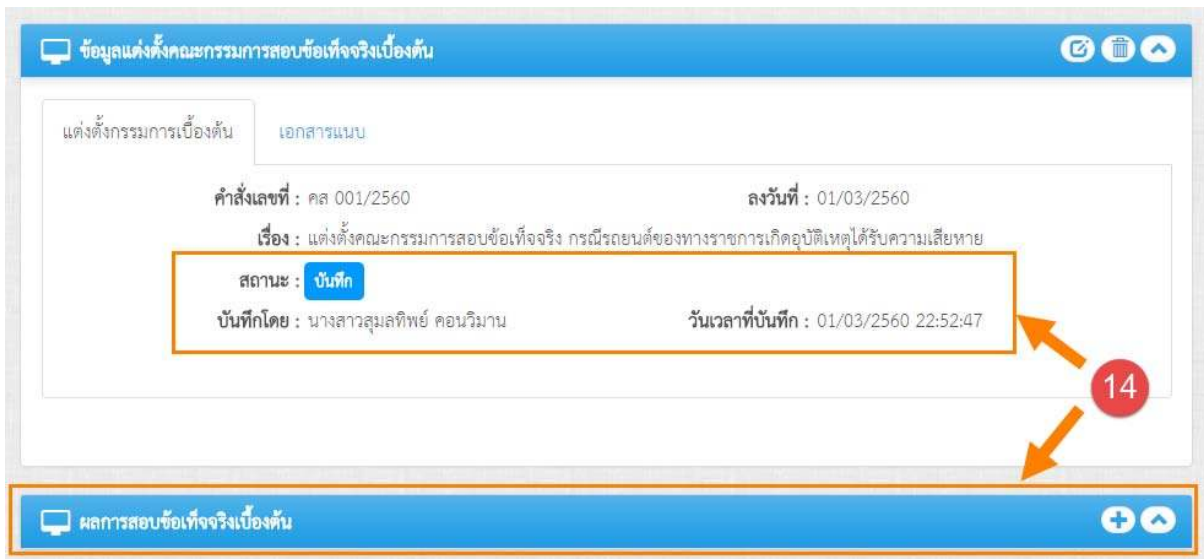 ข้อมูลแต่งตั้งคณะกรรมการสอบข้อเท็จจริงเบื้องต้น
แต่งตั้งกรรมการเบื้องต้น เอกสารแนบ
คำสั่งเลขที่ : คส 001/2560 ลงวันที่ : 01/03/2560
เรื่อง : แต่งตั้งคณะกรรมการสอบข้อเท็จจริง กรณีรถยนต์ของทางราชการเกิดอุบัติเหตุได้รับความเสียหาย
สถานะ : บันทึก
บันทึกโดย : นางสาวสุมลทิพย์ คอนวิมาน วันเวลาที่บันทึก : 01/03/2560 22:52:47
14
ผลการสอบข้อเท็จจริงเบื้องต้น